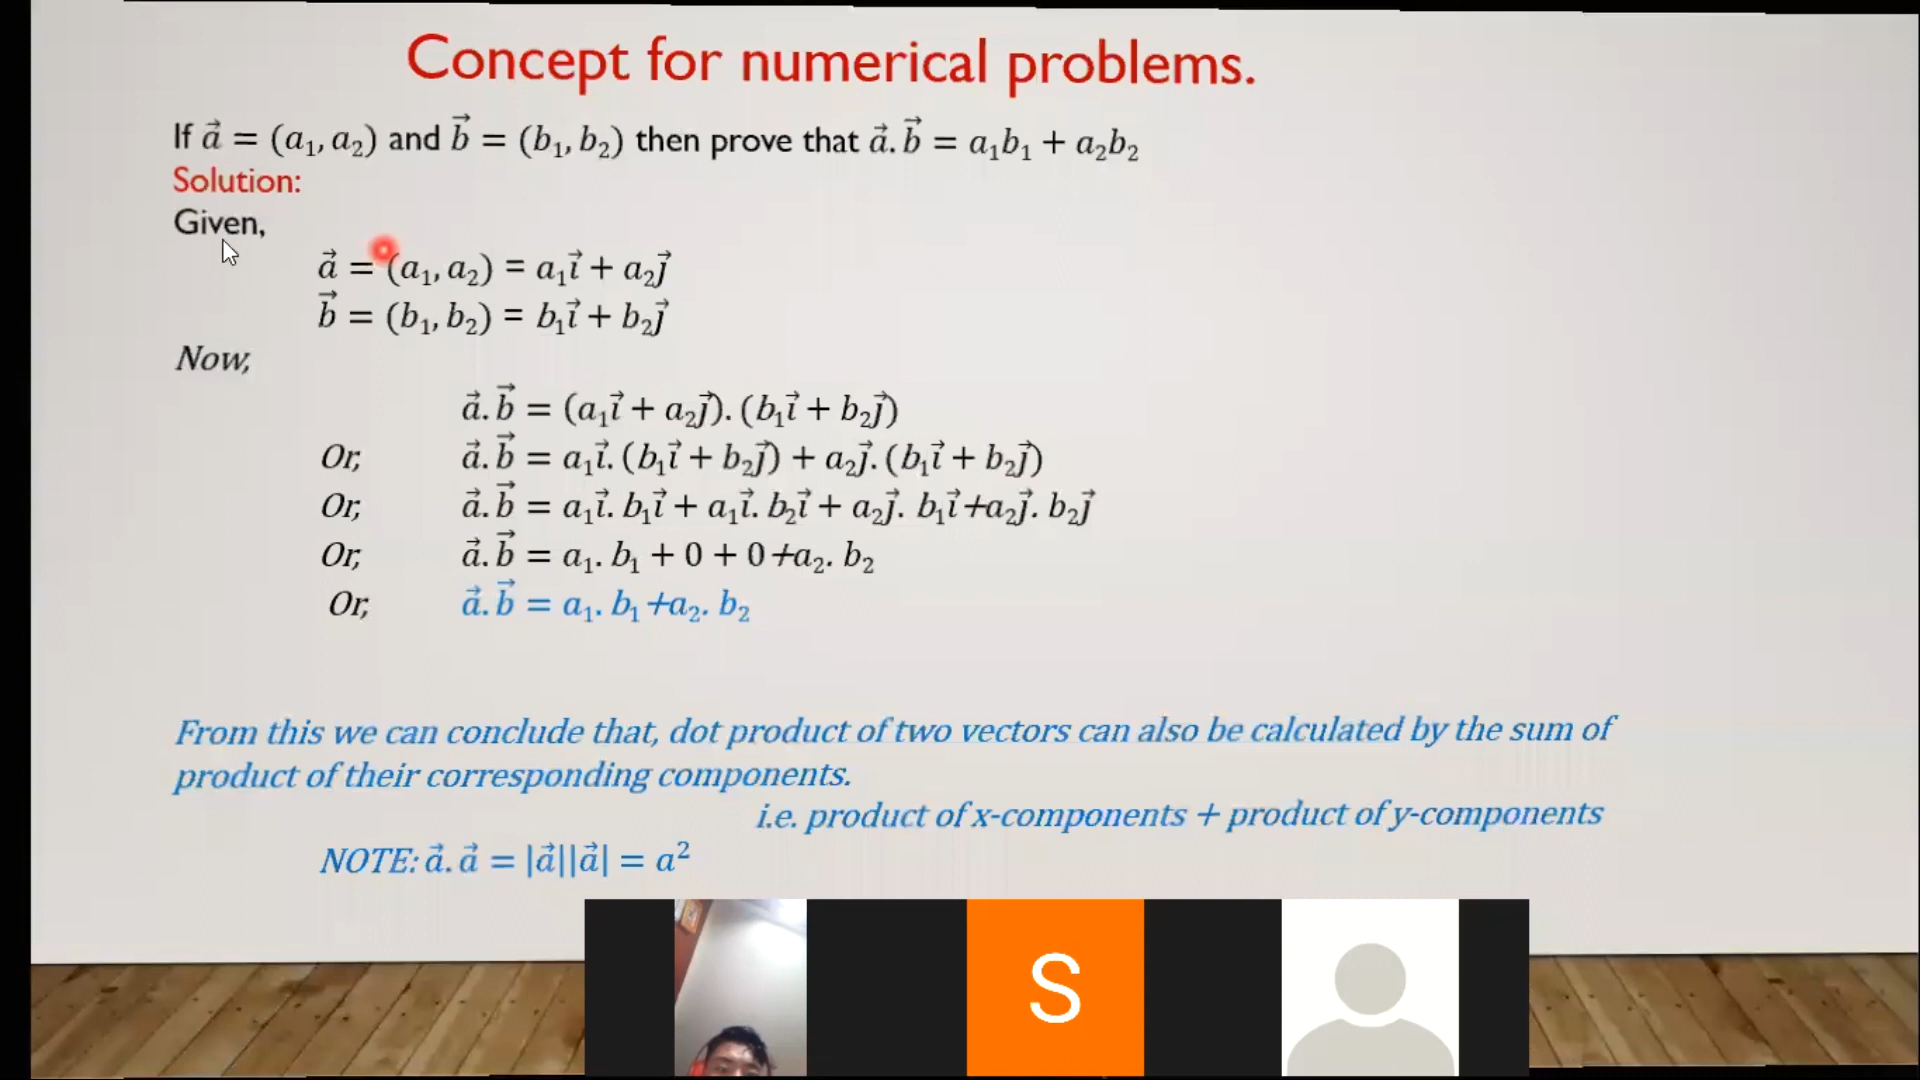 Concept for numerical problems.
If a⃗ = (a₁, a₂) and b⃗ = (b₁, b₂) then prove that a⃗. b⃗ = a₁b₁ + a₂b₂
Solution:
Given,
a⃗ = (a₁, a₂) = a₁i⃗ + a₂j⃗
b⃗ = (b₁, b₂) = b₁i⃗ + b₂j⃗
Now,
a⃗. b⃗ = (a₁i⃗ + a₂j⃗). (b₁i⃗ + b₂j⃗)
Or, a⃗. b⃗ = a₁i⃗. (b₁i⃗ + b₂j⃗) + a₂j⃗. (b₁i⃗ + b₂j⃗)
Or, a⃗. b⃗ = a₁i⃗. b₁i⃗ + a₁i⃗. b₂i⃗ + a₂j⃗. b₁i⃗+a₂j⃗. b₂j⃗
Or, a⃗. b⃗ = a₁. b₁ + 0 + 0+a₂. b₂
Or, a⃗. b⃗ = a₁. b₁+a₂. b₂
From this we can conclude that, dot product of two vectors can also be calculated by the sum of
product of their corresponding components.
i.e. product of x-components + product of y-components
NOTE: a⃗. a⃗ = |a⃗||a⃗| = a²
S